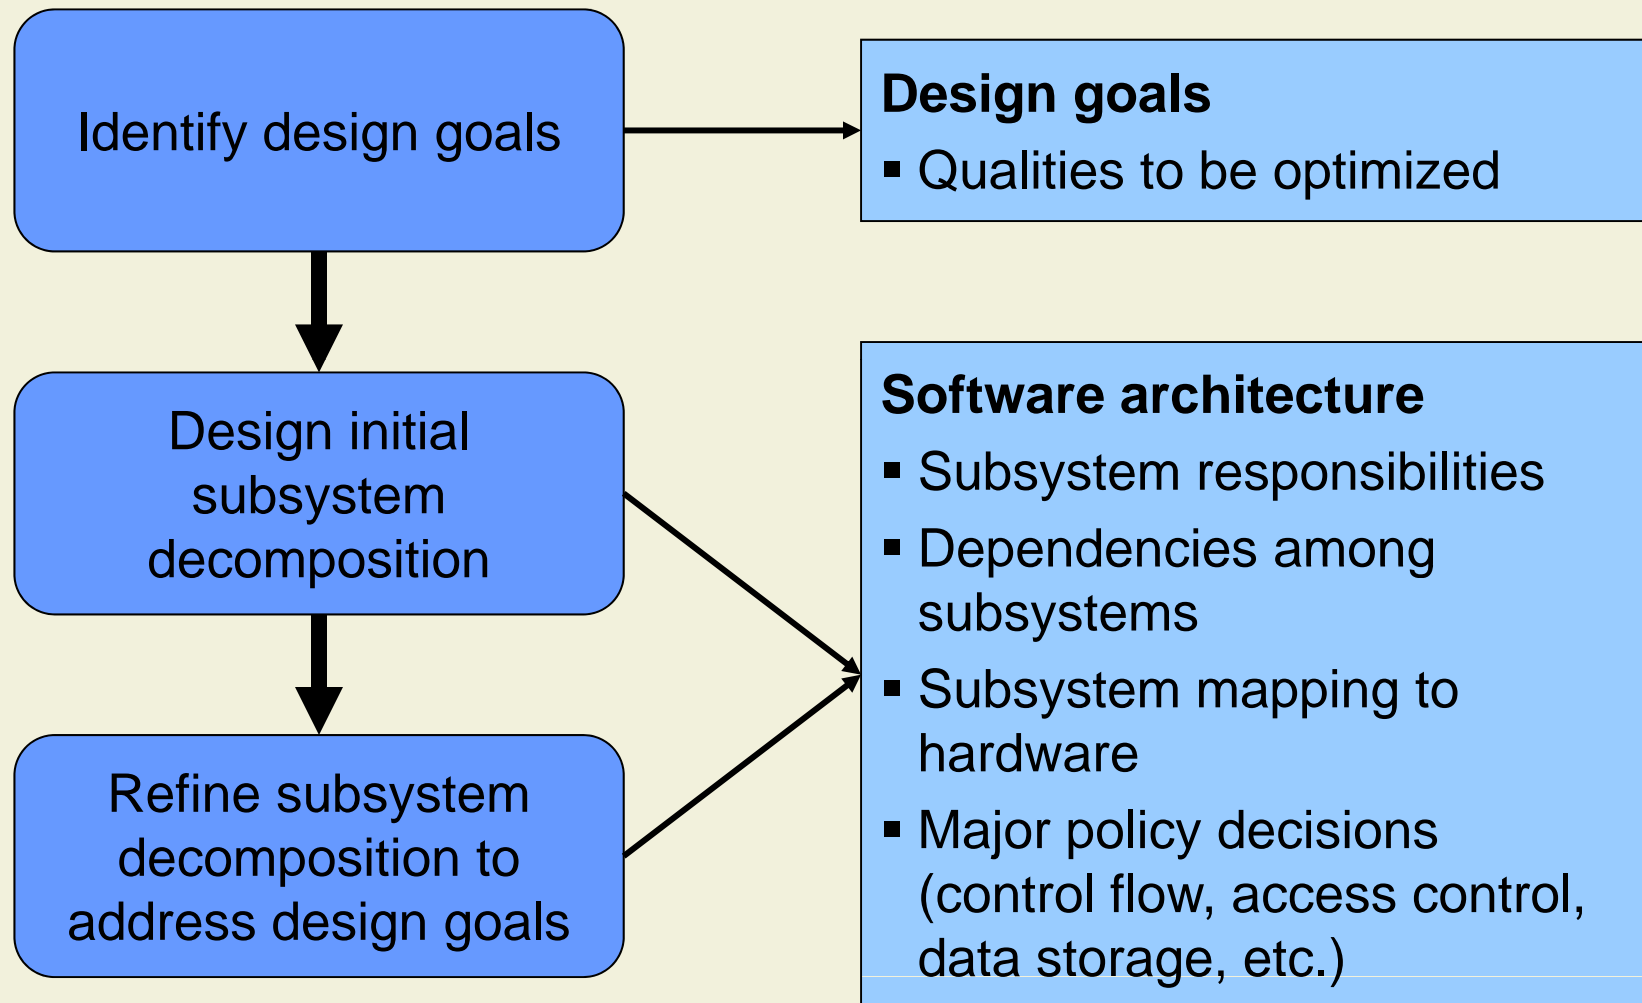 Identify design goals
Design goals
▪ Qualities to be optimized
Design initial
subsystem
decomposition
Refine subsystem
decomposition to
address design goals
Software architecture
▪ Subsystem responsibilities
▪ Dependencies among
subsystems
▪ Subsystem mapping to
hardware
▪ Major policy decisions
(control flow, access control,
data storage, etc.)